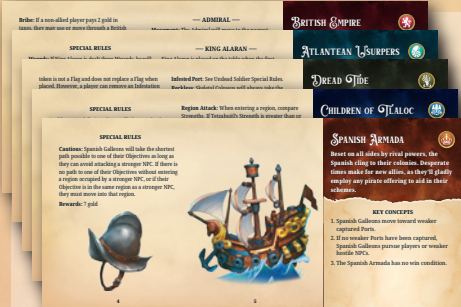 Bribe: If a non-allied player pays 2 gold in
taxes, they may use or move through a British
ADMIRAL
BRITISH EMPIRE
SPECIAL RULES
KING ALARAN
ATLANTEAN USURPERS
token is not a Flag and does not replace a Flag when
placed. However, a player can remove an Infestation
Infested Port: See Undead Soldier Special Rules.
DREAD TIDE
SPECIAL RULES
Region Attack: When entering a region, compare
CHILDREN OF TLALOC
SPECIAL RULES
Cautious: Spanish Galleons will take the shortest
path possible to one of their Objectives as long as
they can avoid attacking a stronger NPC. If there is
no path to one of their Objectives without entering
a region occupied by a stronger NPC, or if their
Objective is in the same region as a stronger NPC,
they must move into that region.
Rewards: 7 gold
4
5
SPANISH ARMADA
Beset on all sides by rival powers, the
Spanish cling to their colonies. Desperate
times make for new allies, as they'll gladly
employ any pirate offering to aid in their
schemes.
KEY CONCEPTS
1. Spanish Galleons move toward weaker
captured Ports.
2. If no weaker Ports have been captured,
Spanish Galleons pursue players or weaker
hostile NPCs.
3. The Spanish Armada has no win condition.